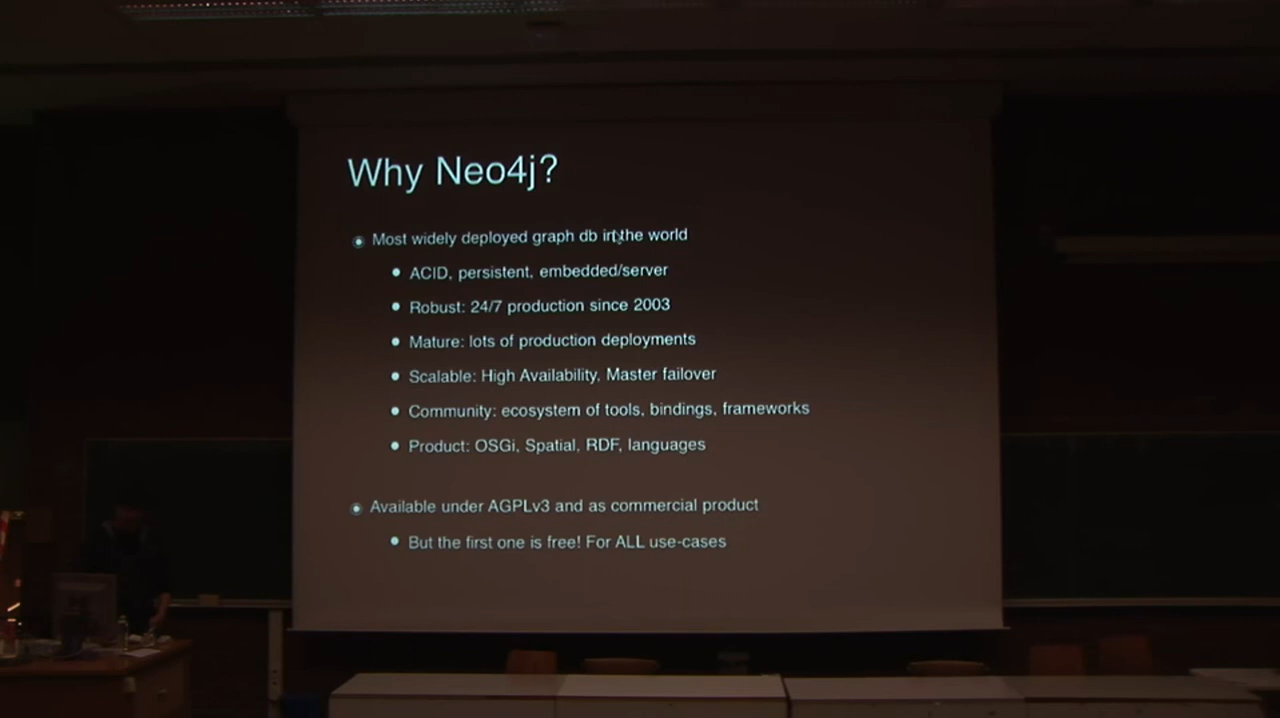 Why Neo4j?
Most widely deployed graph db in the world
ACID, persistent, embedded/server
Robust: 24/7 production since 2003
Mature: lots of production deployments
Scalable: High Availability, Master failover
Community: ecosystem of tools, bindings, frameworks
Product: OSGi, Spatial, RDF, languages
Available under AGPLv3 and as commercial product
But the first one is free! For ALL use-cases